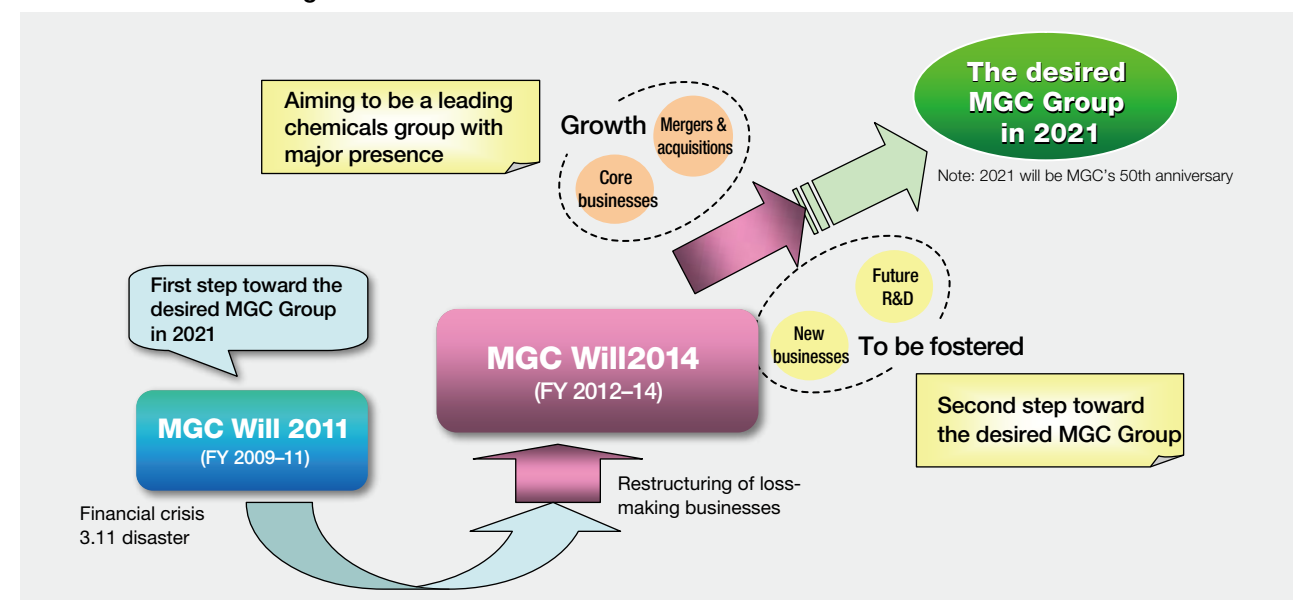 Aiming to be a leading
chemicals group with
major presence
Growth
Mergers &
acquisitions
Core
businesses
The desired
MGC Group
in 2021
Note: 2021 will be MGC's 50th anniversary
First step toward the
desired MGC Group
in 2021
Future
R&D
New
businesses
To be fostered
MGC Will2014
(FY 2012–14)
MGC Will 2011
(FY 2009–11)
Second step toward
the desired MGC Group
Restructuring of loss-
making businesses
Financial crisis
3.11 disaster